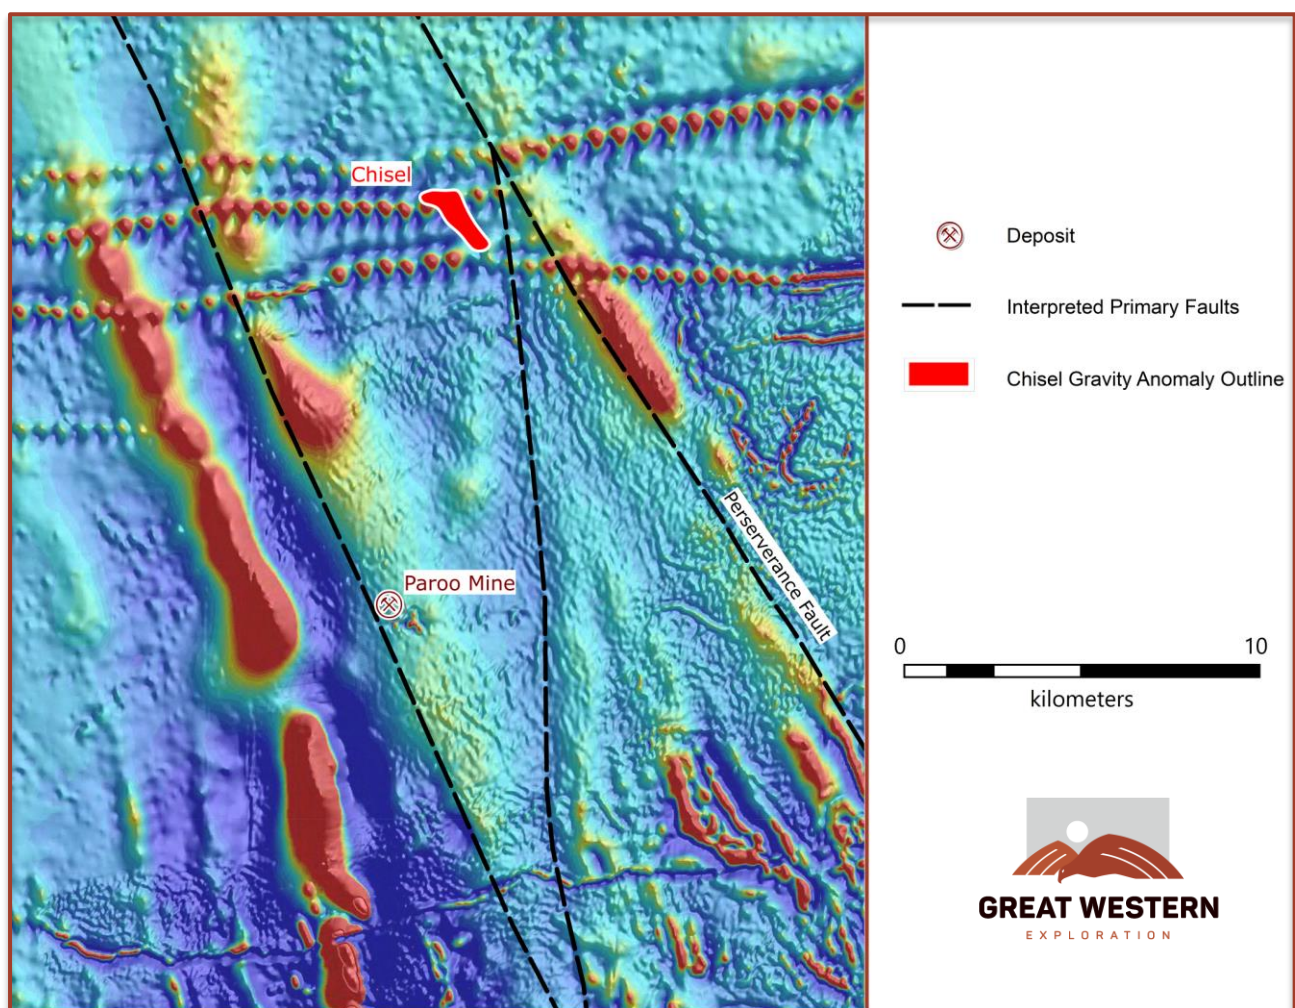 Chisel
Paroo Mine
Perserverance Fault
Deposit
Interpreted Primary Faults
Chisel Gravity Anomaly Outline
0 10
kilometers
GREAT WESTERN
EXPLORATION